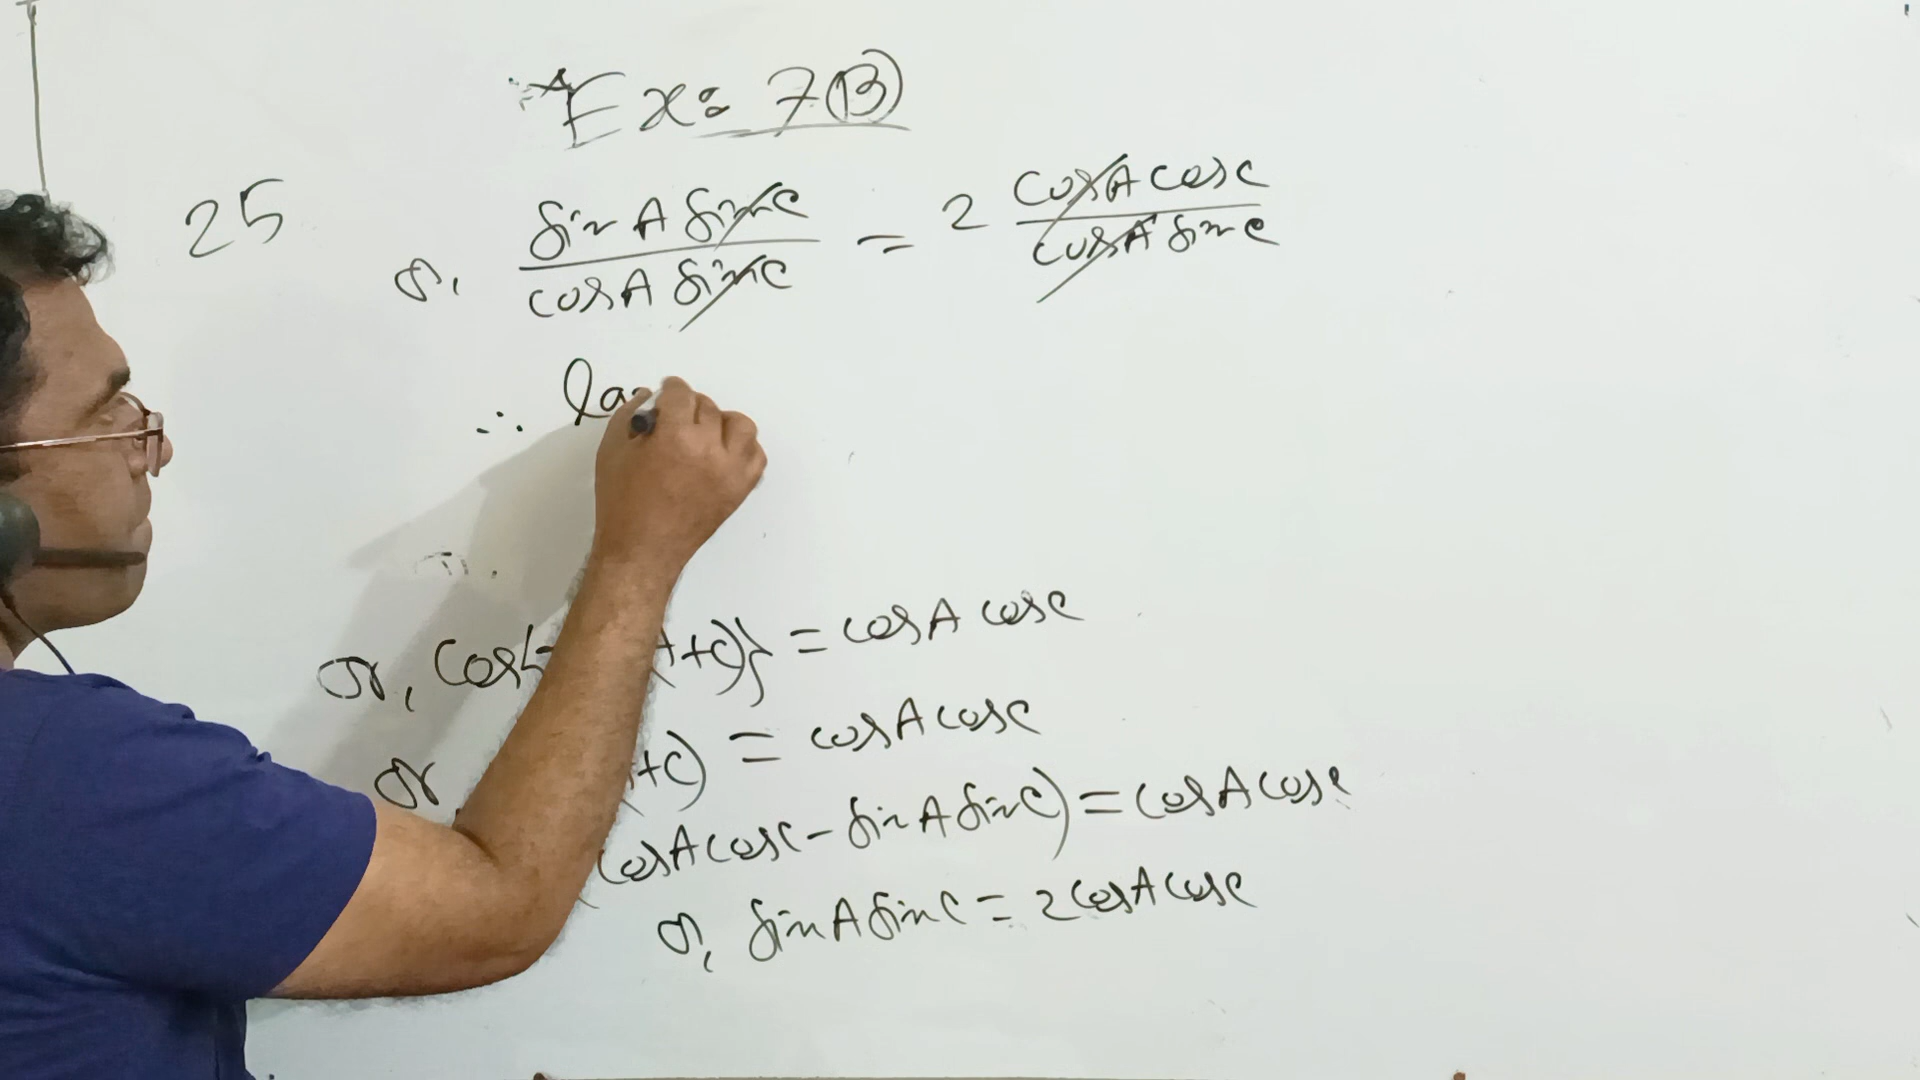 Ex: 7(B)
25
or, sinA sinC / cosA sinC = 2 cosA cosC / cosA sinC
∴
or, cos{ +C)} = cosA cosC
or +C) = cosA cosC
(cosA cosC - sinA sinC) = cosA cosC
or, sinA sinC = 2cosA cosC